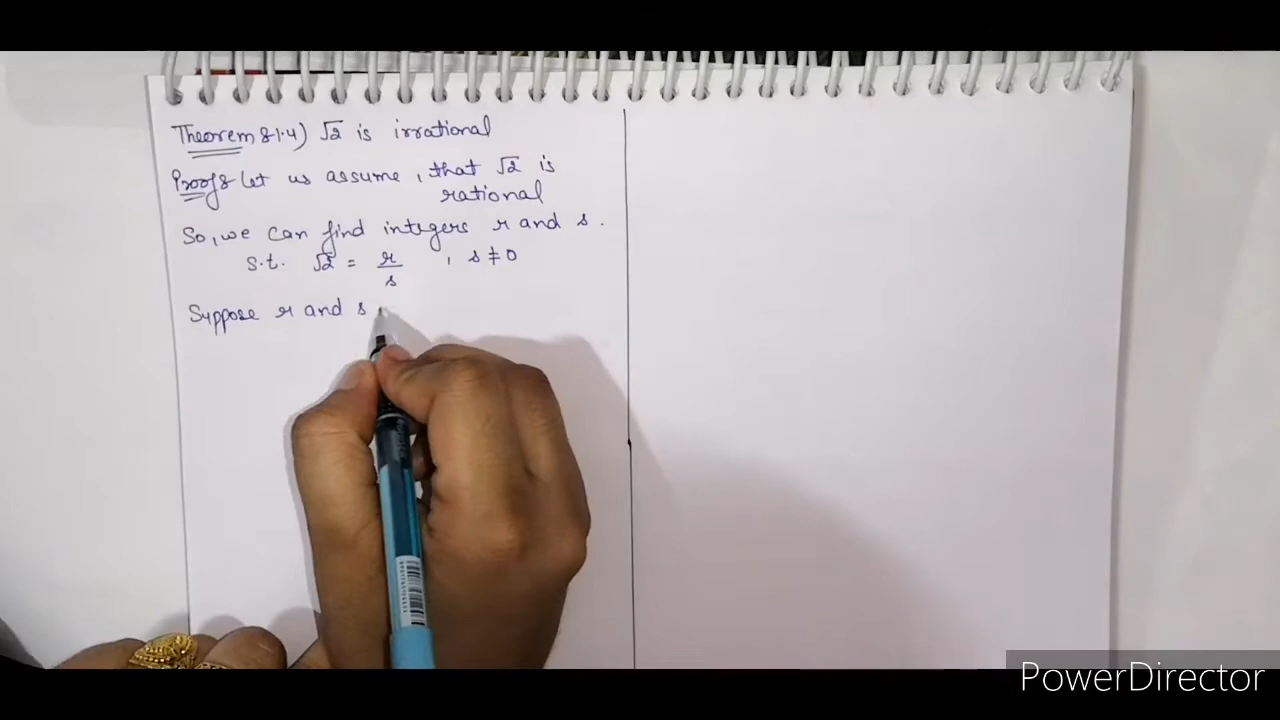 Theorem 1.4) √2 is irrational
Proof: Let us assume, that √2 is
rational
So, we can find integers r and s.
s.t. √2 = r/s , s ≠ 0
Suppose r and s
PowerDirector